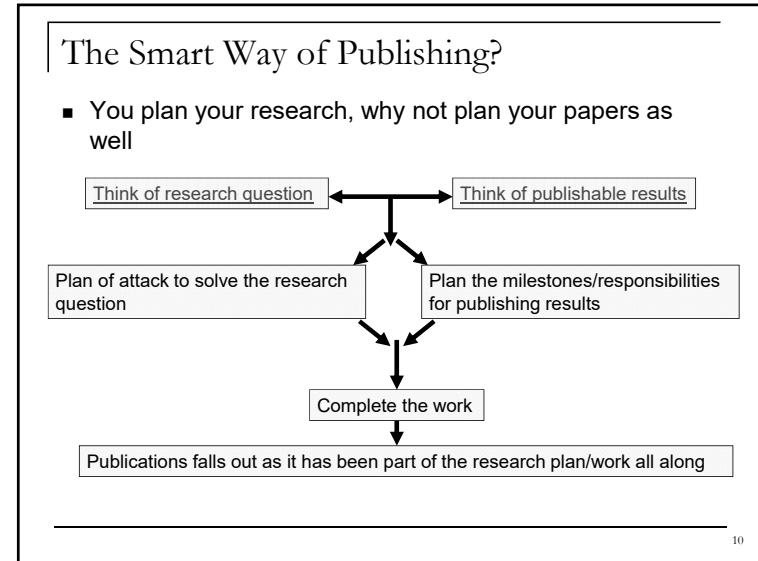 The Smart Way of Publishing?
■ You plan your research, why not plan your papers as
well
Think of research question
Think of publishable results
Plan of attack to solve the research
question
Plan the milestones/responsibilities
for publishing results
Complete the work
Publications falls out as it has been part of the research plan/work all along
10